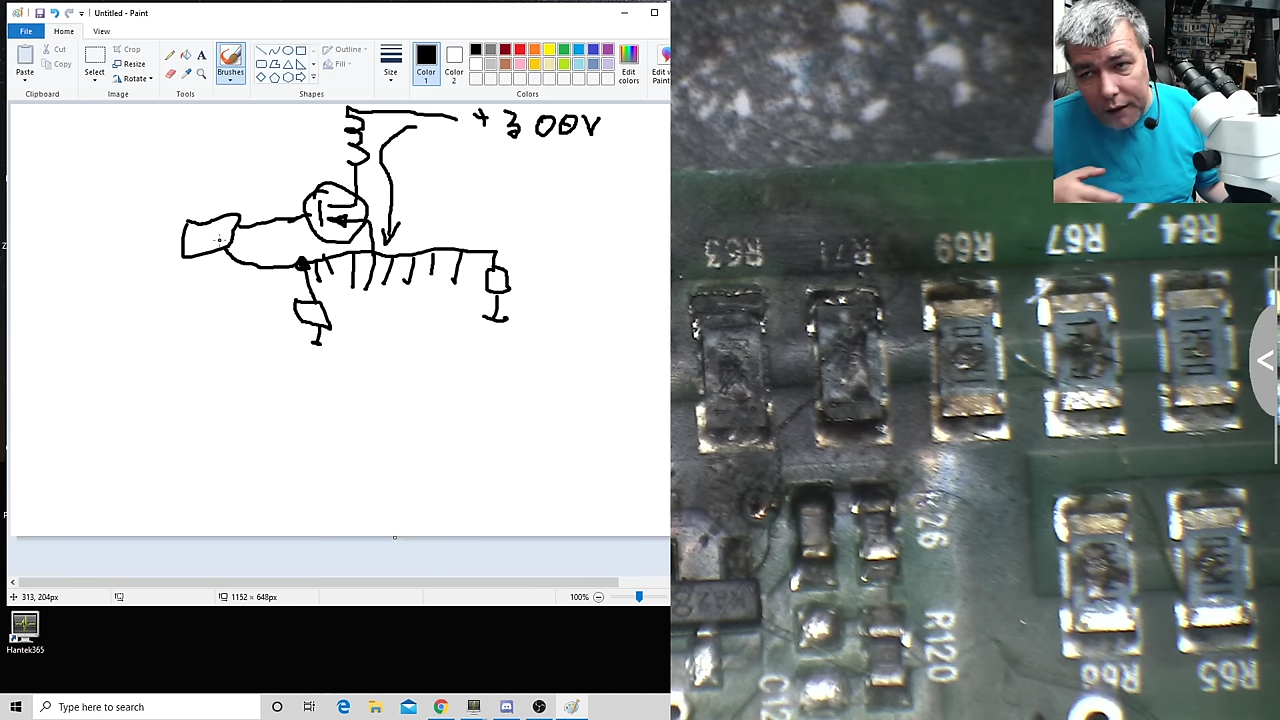 Untitled - Paint
File
Home
View
Paste
Cut
Copy
Clipboard
Select
Crop
Resize
Rotate
Image
Tools
Brushes
Shapes
Outline
Fill
Size
Color 1
Color 2
Colors
Edit colors
+ 300V
R63
R71
R69
R67
R64
R120
R66
R65
313, 204px
1152 × 648px
100%
Hantek365
Type here to search